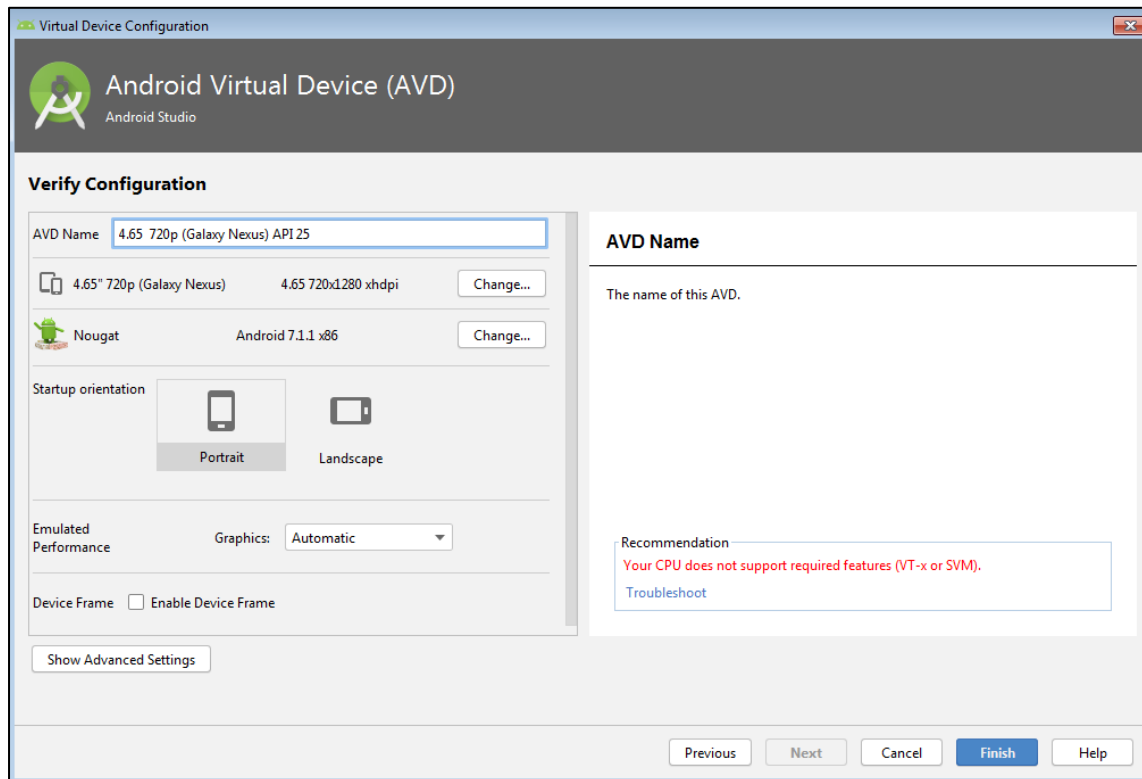 Virtual Device Configuration
Android Virtual Device (AVD)
Android Studio
Verify Configuration
AVD Name 4.65 720p (Galaxy Nexus) API 25
4.65" 720p (Galaxy Nexus) 4.65 720x1280 xhdpi Change...
Nougat Android 7.1.1 x86 Change...
Startup orientation
Portrait Landscape
Emulated
Performance
Graphics: Automatic
Device Frame Enable Device Frame
Show Advanced Settings
AVD Name
The name of this AVD.
Recommendation
Your CPU does not support required features (VT-x or SVM).
Troubleshoot
Previous Next Cancel Finish Help